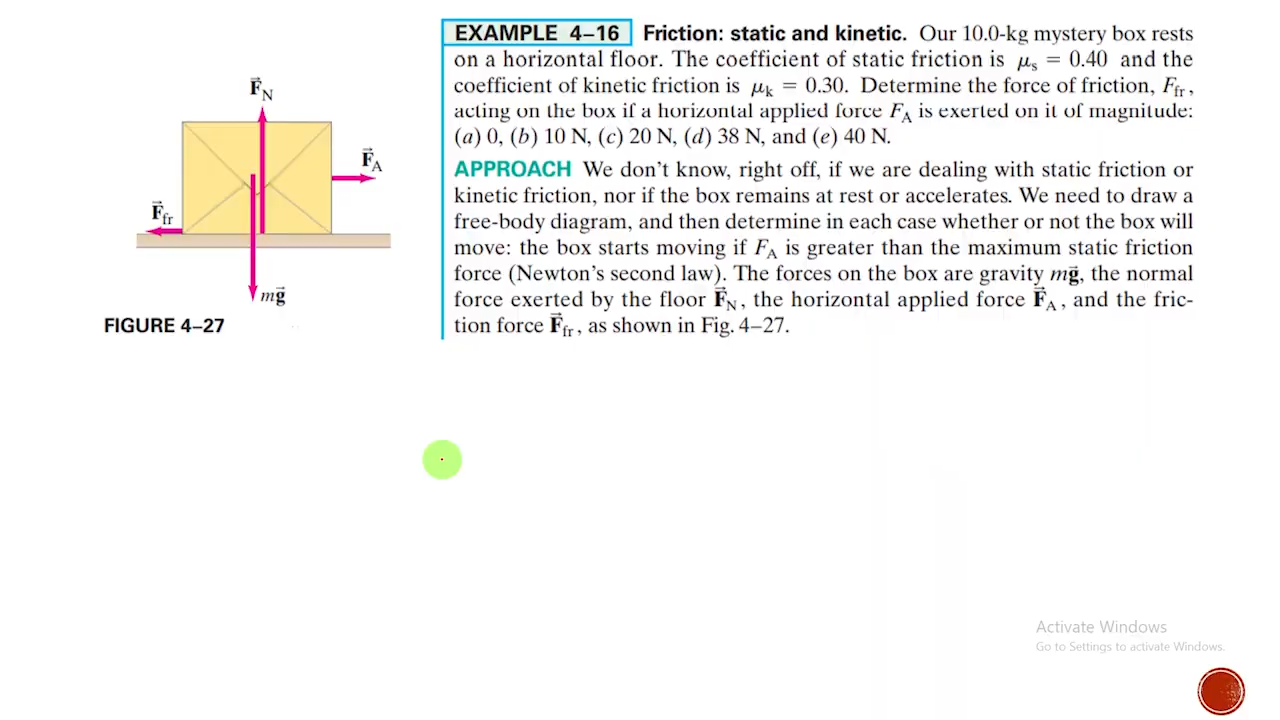 EXAMPLE 4–16 Friction: static and kinetic. Our 10.0-kg mystery box rests
on a horizontal floor. The coefficient of static friction is μs = 0.40 and the
coefficient of kinetic friction is μk = 0.30. Determine the force of friction, Ffr,
acting on the box if a horizontal applied force FA is exerted on it of magnitude:
(a) 0, (b) 10 N, (c) 20 N, (d) 38 N, and (e) 40 N.
APPROACH We don't know, right off, if we are dealing with static friction or
kinetic friction, nor if the box remains at rest or accelerates. We need to draw a
free-body diagram, and then determine in each case whether or not the box will
move: the box starts moving if FA is greater than the maximum static friction
force (Newton's second law). The forces on the box are gravity mg⃗, the normal
force exerted by the floor F⃗N, the horizontal applied force F⃗A, and the fric-
tion force F⃗fr, as shown in Fig. 4–27.
F⃗N
F⃗A
F⃗fr
mg⃗
FIGURE 4–27
Activate Windows
Go to Settings to activate Windows.